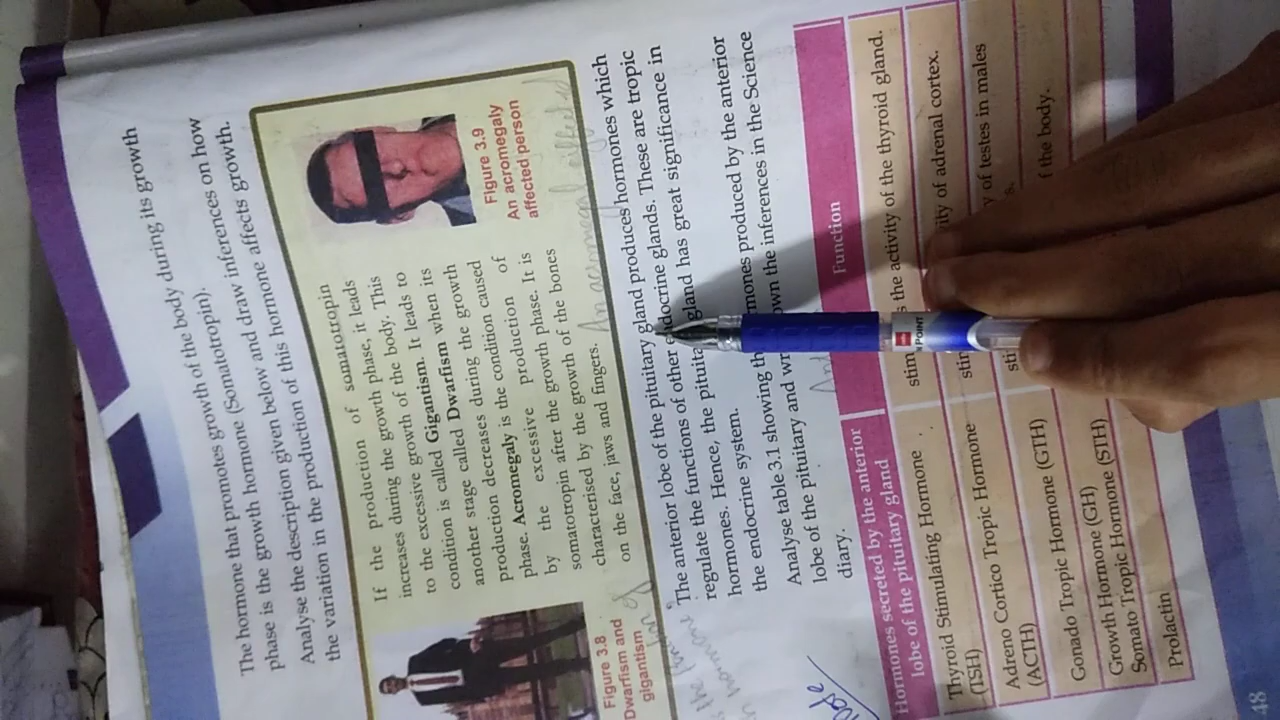 The hormone that promotes growth of the body during its growth
phase is the growth hormone (Somatotropin).
Analyse the description given below and draw inferences on how
the variation in the production of this hormone affects growth.
If the production of somatotropin
increases during the growth phase, it leads
to the excessive growth of the body. This
condition is called Gigantism. It leads to
another stage called Dwarfism when its
production decreases during the growth
phase. Acromegaly is the condition caused
by the excessive production of
somatotropin after the growth phase. It is
characterised by the growth of the bones
on the face, jaws and fingers.
Figure 3.8
Dwarfism and
gigantism
Figure 3.9
An acromegaly
affected person
The anterior lobe of the pituitary gland produces hormones which
regulate the functions of other endocrine glands. These are tropic
hormones. Hence, the pituitary gland has great significance in
the endocrine system.
Analyse table 3.1 showing the hormones produced by the anterior
lobe of the pituitary and write down the inferences in the Science
diary.
Hormones secreted by the anterior
lobe of the pituitary gland
Function
Thyroid Stimulating Hormone
(TSH)
the activity of the thyroid gland.
Adreno Cortico Tropic Hormone
(ACTH)
of adrenal cortex.
Gonado Tropic Hormone (GTH)
of testes in males
Growth Hormone (GH)
Somato Tropic Hormone (STH)
the body.
Prolactin
48